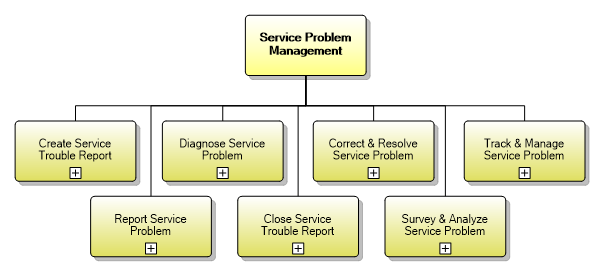 Service Problem
Management
Create Service
Trouble Report
Diagnose Service
Problem
Correct & Resolve
Service Problem
Track & Manage
Service Problem
Report Service
Problem
Close Service
Trouble Report
Survey & Analyze
Service Problem